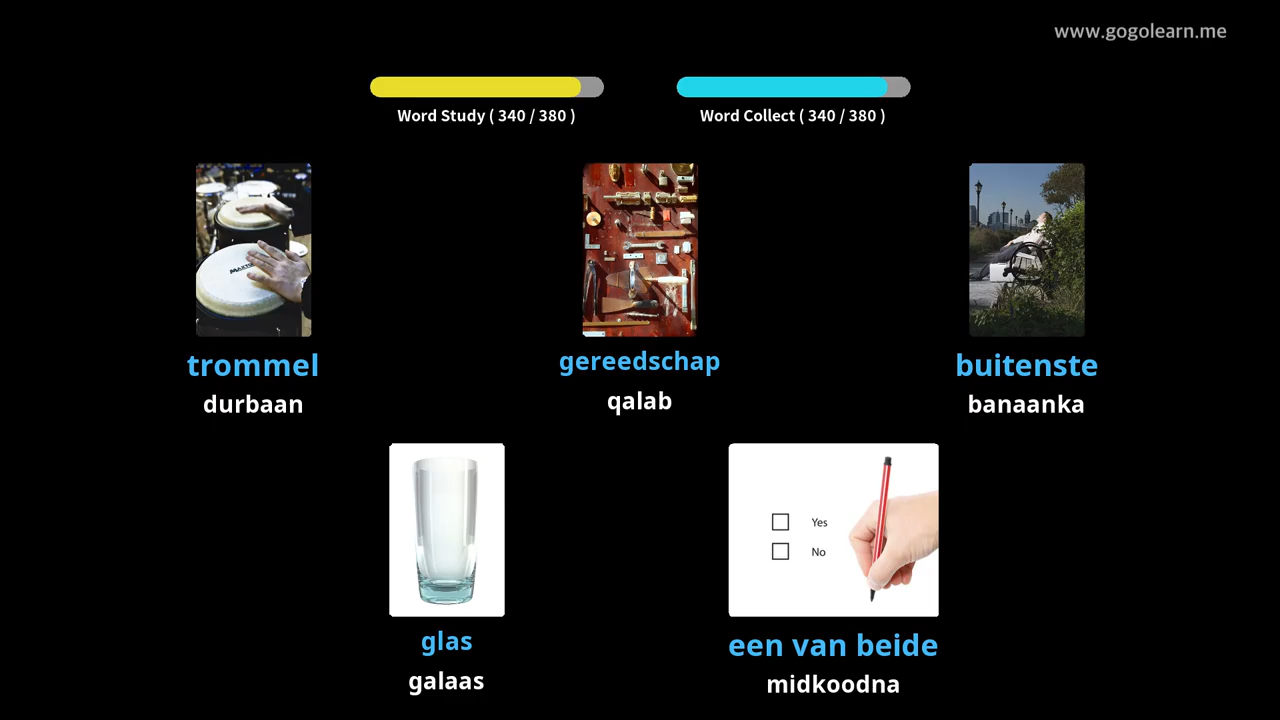 www.gogolearn.me
Word Study ( 340 / 380 )
Word Collect ( 340 / 380 )
trommel
durbaan
gereedschap
qalab
buitenste
banaanka
Yes
No
glas
galaas
een van beide
midkoodna